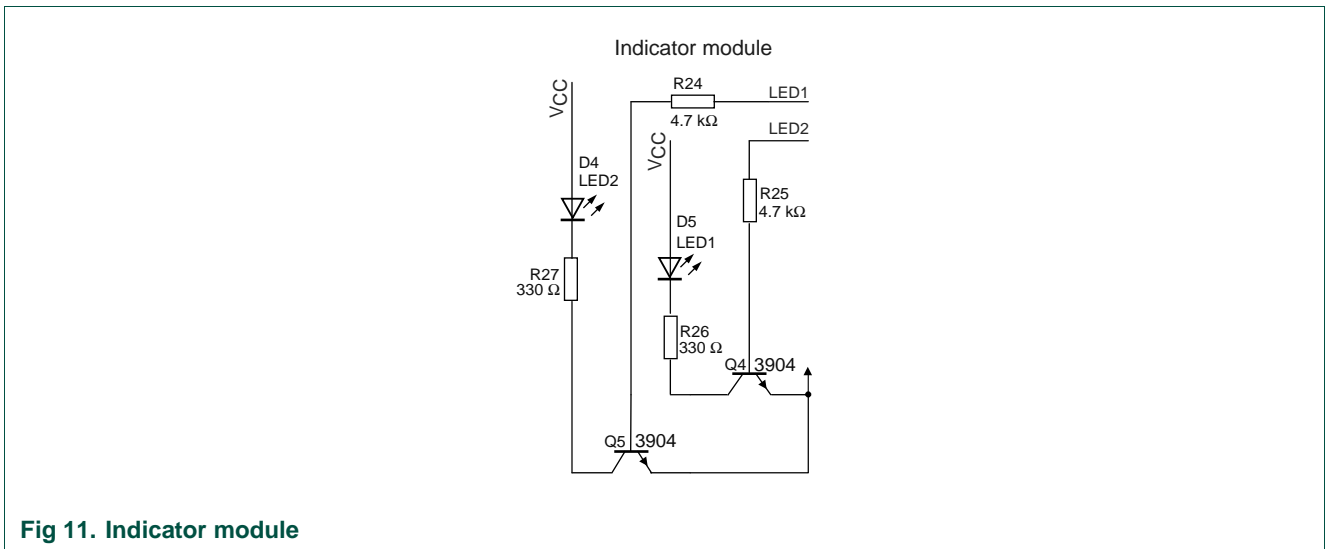 Indicator module
VCC
R24
4.7 kΩ
LED1
LED2
VCC
D4
LED2
R25
4.7 kΩ
D5
LED1
R27
330 Ω
R26
330 Ω
Q4 3904
Q5 3904
Fig 11. Indicator module